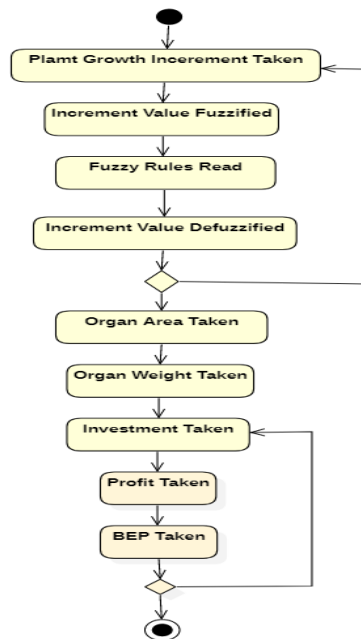 Plamt Growth Incerement Taken
Increment Value Fuzzified
Fuzzy Rules Read
Increment Value Defuzzified
Organ Area Taken
Organ Weight Taken
Investment Taken
Profit Taken
BEP Taken